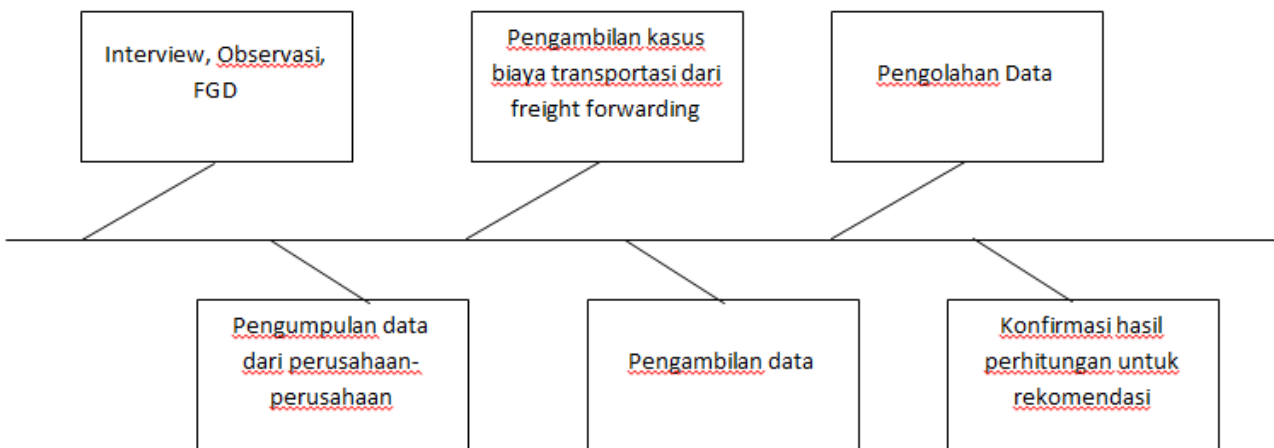 Interview, Observasi,
FGD
Pengambilan kasus
biaya transportasi dari
freight forwarding
Pengolahan Data
Pengumpulan data
dari perusahaan-
perusahaan
Pengambilan data
Konfirmasi hasil
perhitungan untuk
rekomendasi